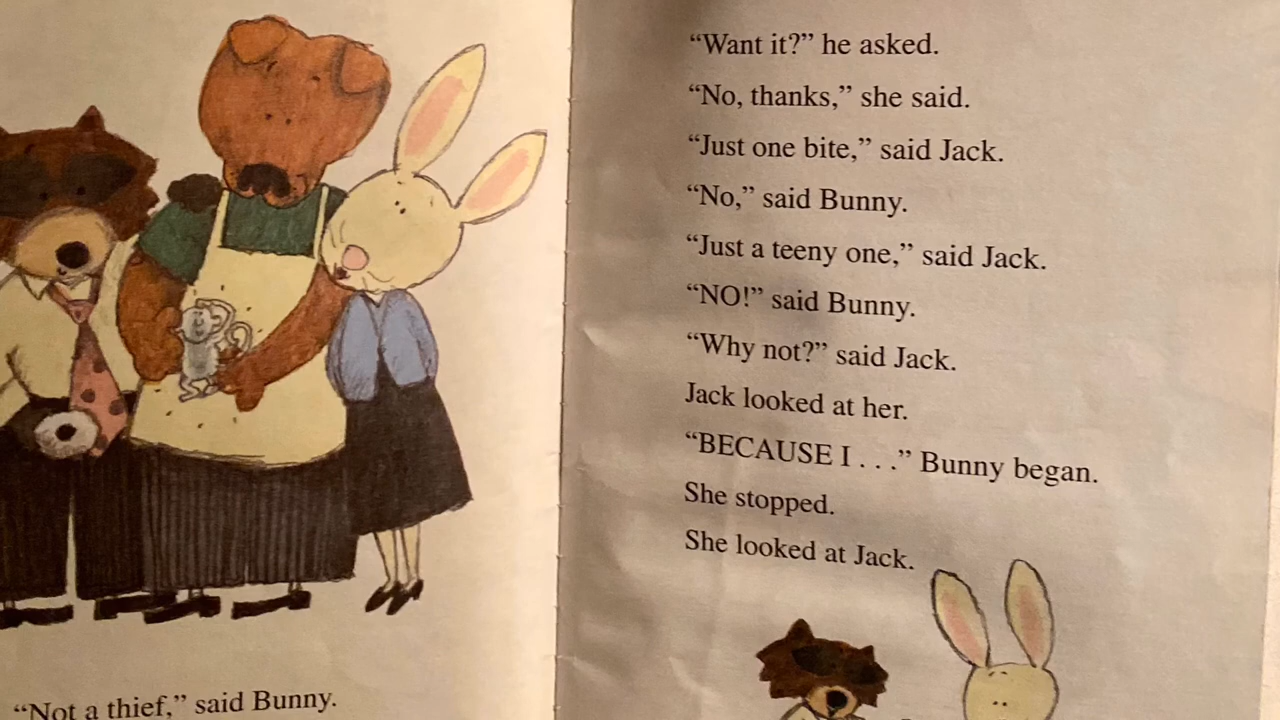 “Not a thief,” said Bunny.
“Want it?” he asked.
“No, thanks,” she said.
“Just one bite,” said Jack.
“No,” said Bunny.
“Just a teeny one,” said Jack.
“NO!” said Bunny.
“Why not?” said Jack.
Jack looked at her.
“BECAUSE I . . .” Bunny began.
She stopped.
She looked at Jack.